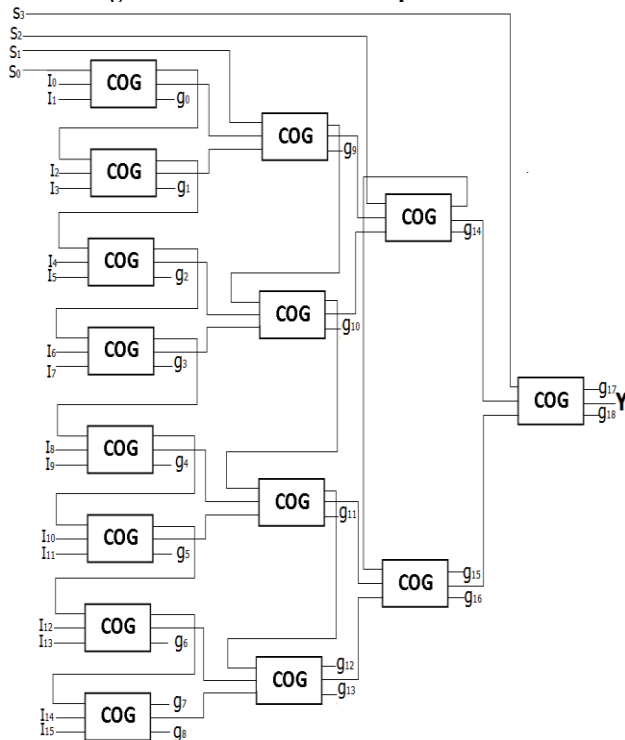 S₃
S₂
S₁
S₀
I₀
I₁
COG
g₀
COG
g₉
I₂
I₃
COG
g₁
COG
g₁₄
I₄
I₅
COG
g₂
COG
g₁₀
I₆
I₇
COG
g₃
COG
g₁₇
Y
g₁₈
I₈
I₉
COG
g₄
COG
g₁₁
I₁₀
I₁₁
COG
g₅
COG
g₁₅
g₁₆
I₁₂
I₁₃
COG
g₆
COG
g₁₂
g₁₃
I₁₄
I₁₅
COG
g₇
g₈